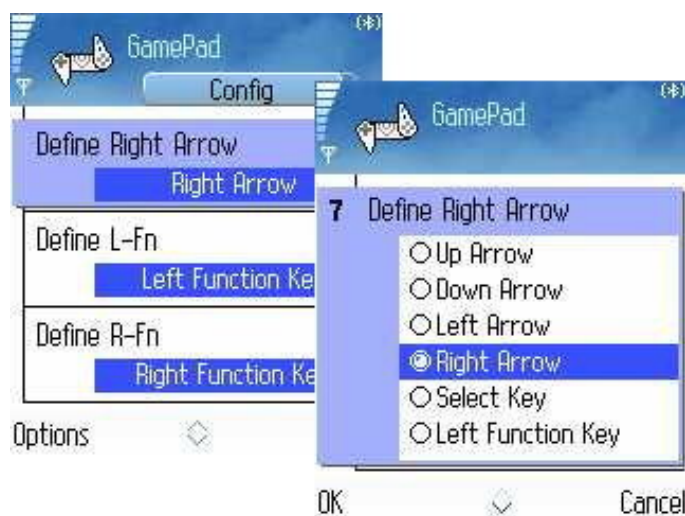 GamePad
Config
Define Right Arrow
Right Arrow
Define L-Fn
Left Function Ke
Define R-Fn
Right Function Ke
Options
GamePad
7 Define Right Arrow
Up Arrow
Down Arrow
Left Arrow
Right Arrow
Select Key
Left Function Key
OK Cancel